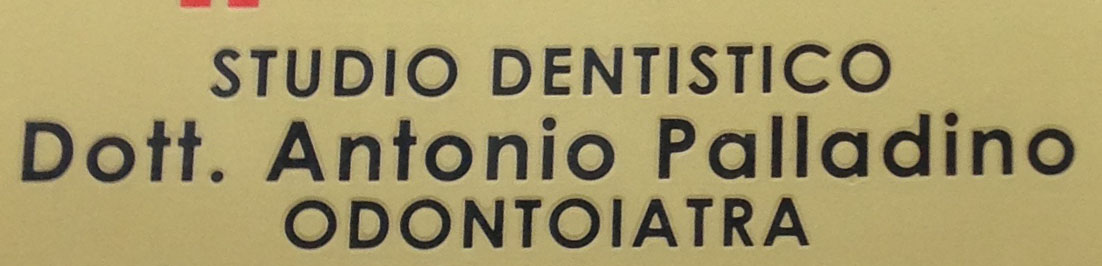 STUDIO DENTISTICO
Dott. Antonio Palladino
ODONTOIATRA